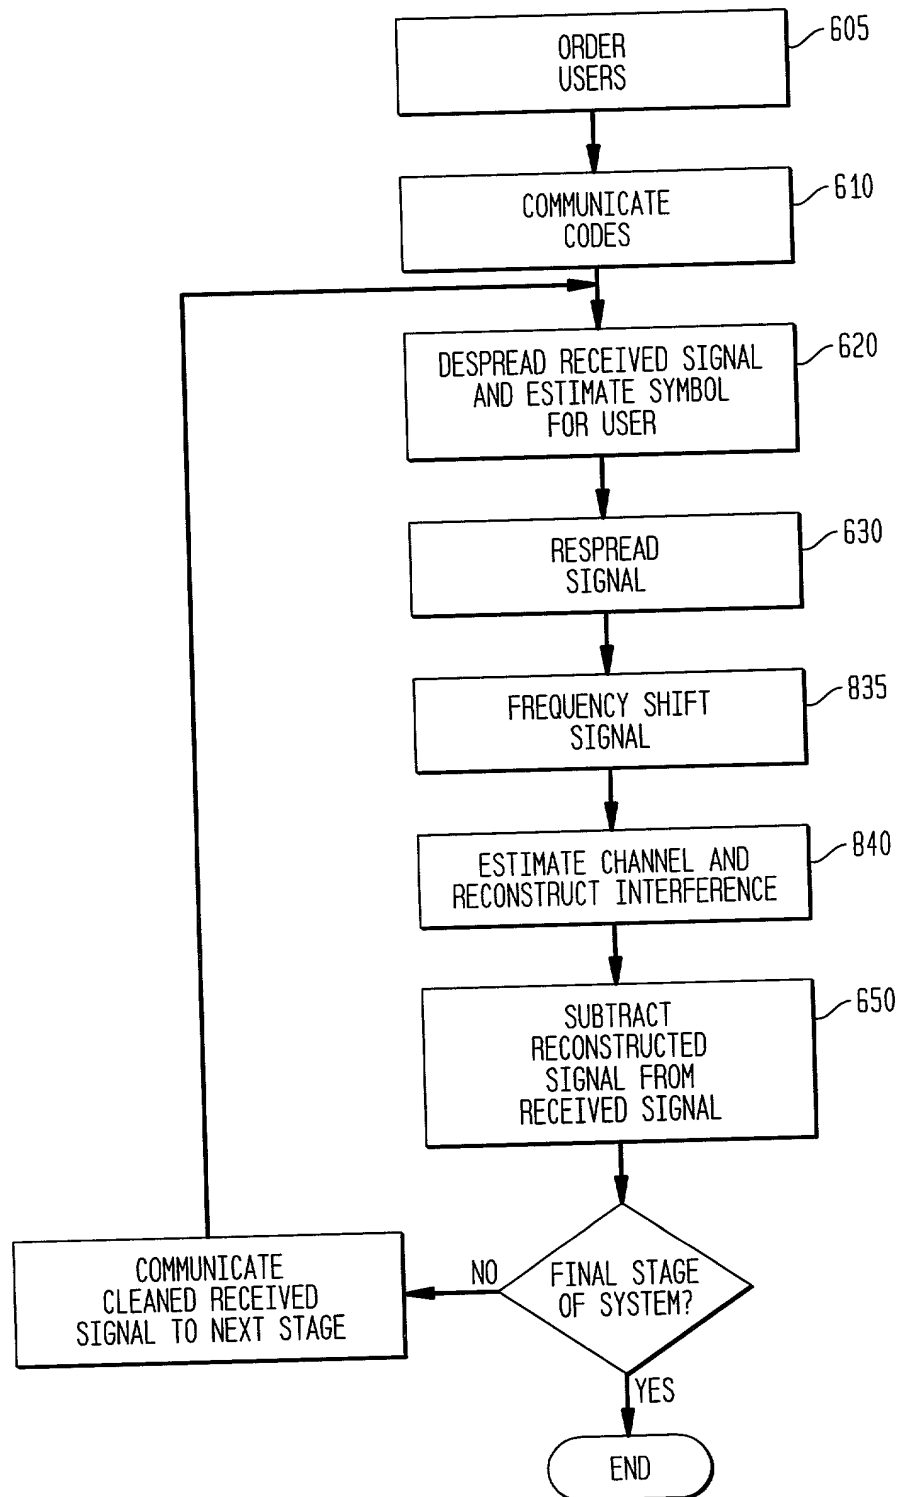 ORDER
USERS
605
COMMUNICATE
CODES
610
DESPREAD RECEIVED SIGNAL
AND ESTIMATE SYMBOL
FOR USER
620
RESPREAD
SIGNAL
630
FREQUENCY SHIFT
SIGNAL
835
ESTIMATE CHANNEL AND
RECONSTRUCT INTERFERENCE
840
SUBTRACT
RECONSTRUCTED
SIGNAL FROM
RECEIVED SIGNAL
650
FINAL STAGE
OF SYSTEM?
NO
COMMUNICATE
CLEANED RECEIVED
SIGNAL TO NEXT STAGE
YES
END